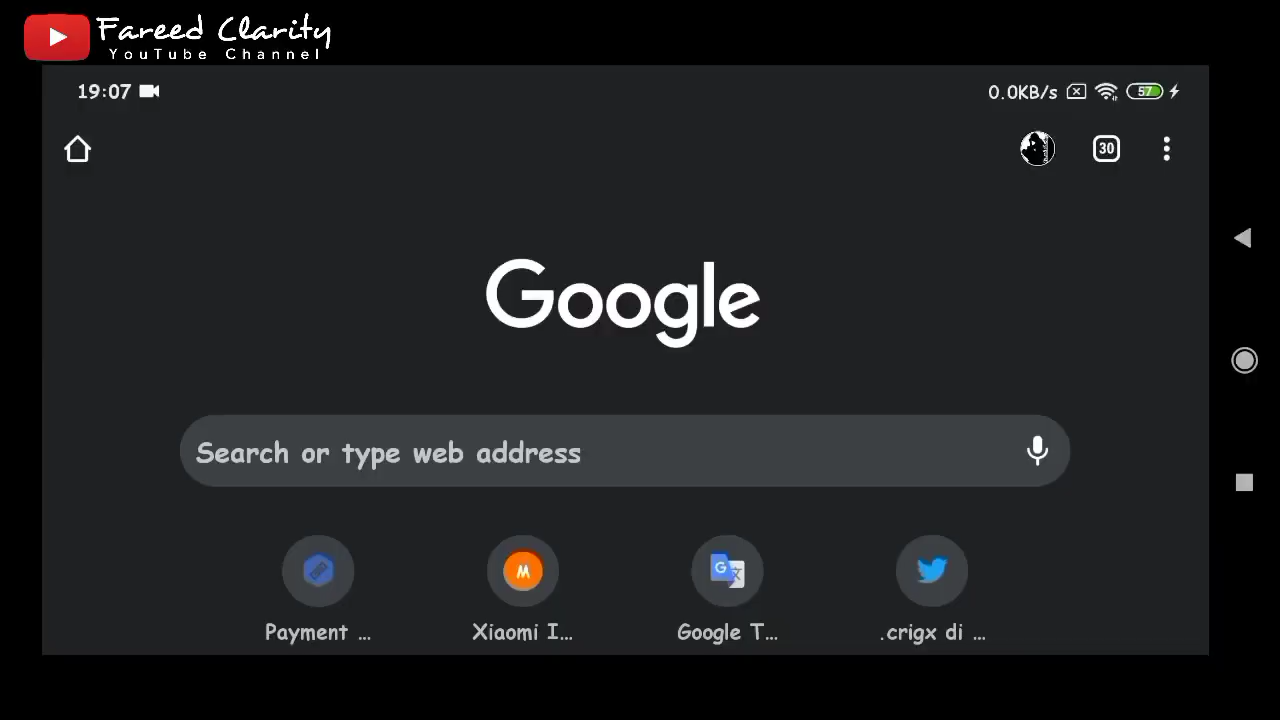 Fareed Clarity
YouTube Channel
19:07
0.0KB/s
57
30
Google
Search or type web address
Payment ...
Xiaomi I...
Google T...
.crigx di ...